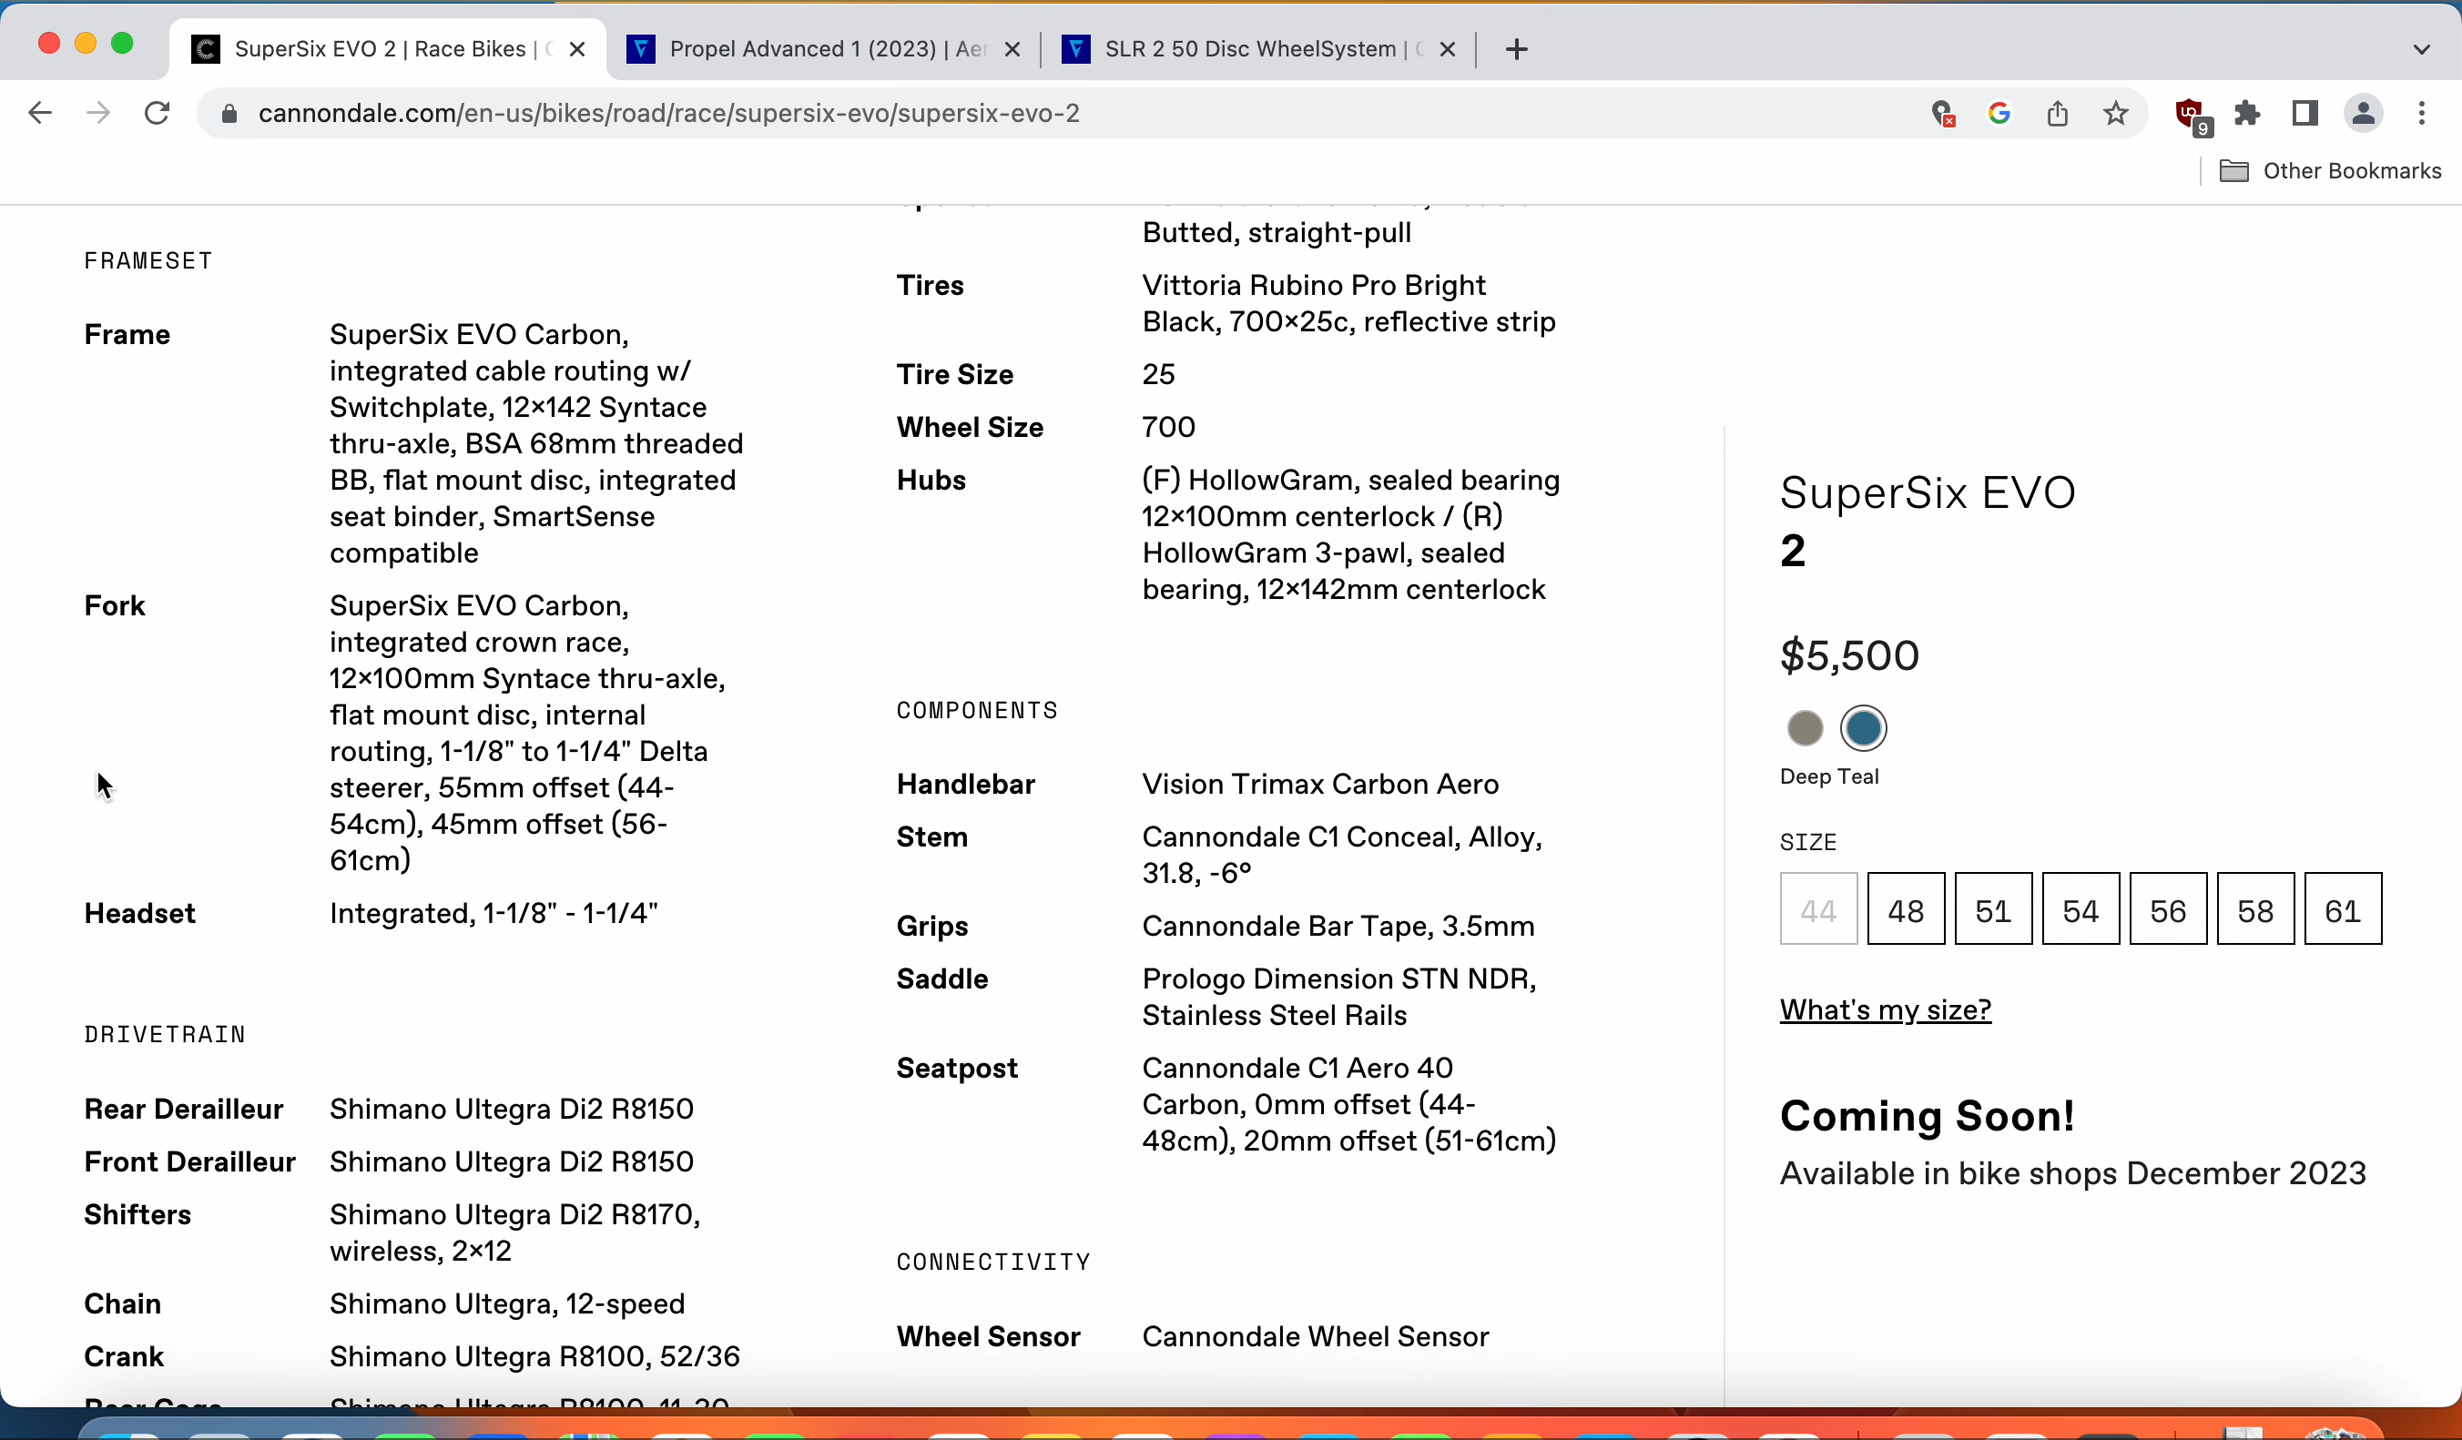 SuperSix EVO 2 | Race Bikes |
Propel Advanced 1 (2023) | Aer
SLR 2 50 Disc WheelSystem |
cannondale.com/en-us/bikes/road/race/supersix-evo/supersix-evo-2
9
Other Bookmarks
FRAMESET
Frame
SuperSix EVO Carbon,
integrated cable routing w/
Switchplate, 12×142 Syntace
thru-axle, BSA 68mm threaded
BB, flat mount disc, integrated
seat binder, SmartSense
compatible
Fork
SuperSix EVO Carbon,
integrated crown race,
12×100mm Syntace thru-axle,
flat mount disc, internal
routing, 1-1/8" to 1-1/4" Delta
steerer, 55mm offset (44-
54cm), 45mm offset (56-
61cm)
Headset
Integrated, 1-1/8" - 1-1/4"
DRIVETRAIN
Rear Derailleur
Shimano Ultegra Di2 R8150
Front Derailleur
Shimano Ultegra Di2 R8150
Shifters
Shimano Ultegra Di2 R8170,
wireless, 2×12
Chain
Shimano Ultegra, 12-speed
Crank
Shimano Ultegra R8100, 52/36
Rear Cogs
Shimano Ultegra R8100, 11-30
Butted, straight-pull
Tires
Vittoria Rubino Pro Bright
Black, 700×25c, reflective strip
Tire Size
25
Wheel Size
700
Hubs
(F) HollowGram, sealed bearing
12×100mm centerlock / (R)
HollowGram 3-pawl, sealed
bearing, 12×142mm centerlock
COMPONENTS
Handlebar
Vision Trimax Carbon Aero
Stem
Cannondale C1 Conceal, Alloy,
31.8, -6°
Grips
Cannondale Bar Tape, 3.5mm
Saddle
Prologo Dimension STN NDR,
Stainless Steel Rails
Seatpost
Cannondale C1 Aero 40
Carbon, 0mm offset (44-
48cm), 20mm offset (51-61cm)
CONNECTIVITY
Wheel Sensor
Cannondale Wheel Sensor
SuperSix EVO
2
$5,500
Deep Teal
SIZE
44 48 51 54 56 58 61
What's my size?
Coming Soon!
Available in bike shops December 2023